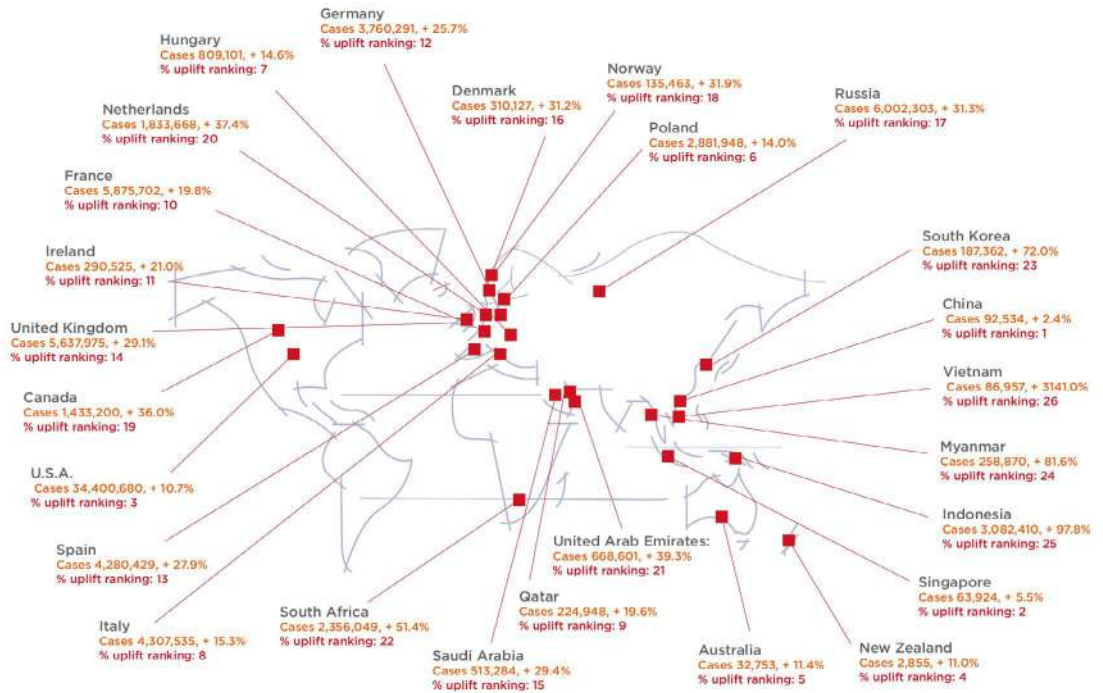 Germany
Cases 3,760,291, + 25.7%
% uplift ranking: 12
Hungary
Cases 809,101, + 14.6%
% uplift ranking: 7
Norway
Cases 135,463, + 31.9%
% uplift ranking: 18
Denmark
Cases 310,127, + 31.2%
% uplift ranking: 16
Russia
Cases 6,002,303, + 31.3%
% uplift ranking: 17
Netherlands
Cases 1,833,668, + 37.4%
% uplift ranking: 20
Poland
Cases 2,881,948, + 14.0%
% uplift ranking: 6
France
Cases 5,875,702, + 19.8%
% uplift ranking: 10
South Korea
Cases 187,362, + 72.0%
% uplift ranking: 23
Ireland
Cases 290,525, + 21.0%
% uplift ranking: 11
China
Cases 92,534, + 2.4%
% uplift ranking: 1
United Kingdom
Cases 5,637,975, + 29.1%
% uplift ranking: 14
Vietnam
Cases 86,957, + 3141.0%
% uplift ranking: 26
Canada
Cases 1,433,200, + 36.0%
% uplift ranking: 19
Myanmar
Cases 258,870, + 81.6%
% uplift ranking: 24
U.S.A.
Cases 34,400,680, + 10.7%
% uplift ranking: 3
Indonesia
Cases 3,082,410, + 97.8%
% uplift ranking: 25
United Arab Emirates:
Cases 668,601, + 39.3%
% uplift ranking: 21
Spain
Cases 4,280,429, + 27.9%
% uplift ranking: 13
Singapore
Cases 63,924, + 5.5%
% uplift ranking: 2
Qatar
Cases 224,948, + 19.6%
% uplift ranking: 9
South Africa
Cases 2,356,049, + 51.4%
% uplift ranking: 22
Italy
Cases 4,307,535, + 15.3%
% uplift ranking: 8
Australia
Cases 32,753, + 11.4%
% uplift ranking: 5
New Zealand
Cases 2,855, + 11.0%
% uplift ranking: 4
Saudi Arabia
Cases 513,284, + 29.4%
% uplift ranking: 15